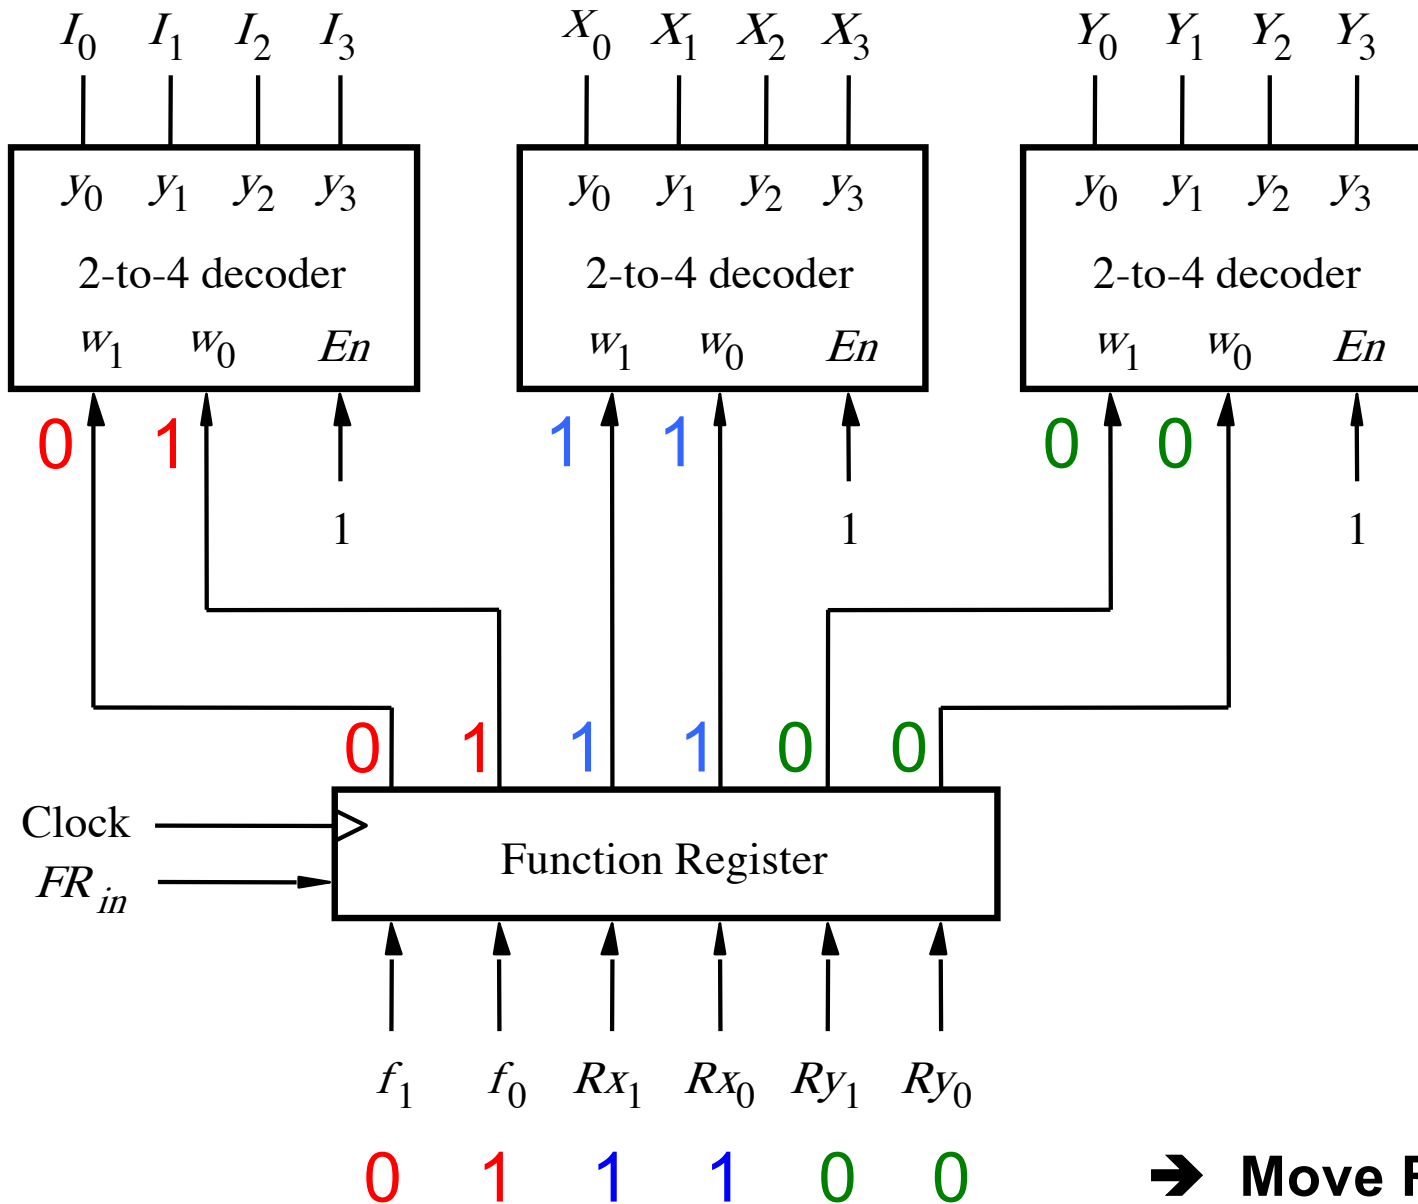 I0 I1 I2 I3 X0 X1 X2 X3 Y0 Y1 Y2 Y3
y0 y1 y2 y3 y0 y1 y2 y3 y0 y1 y2 y3
2-to-4 decoder 2-to-4 decoder 2-to-4 decoder
w1 w0 En w1 w0 En w1 w0 En
0 1 1 1 0 0
1 1 1
0 1 1 1 0 0
Clock
Function Register
FR in
f1 f0 Rx1 Rx0 Ry1 Ry0
0 1 1 1 0 0 ➔ Move